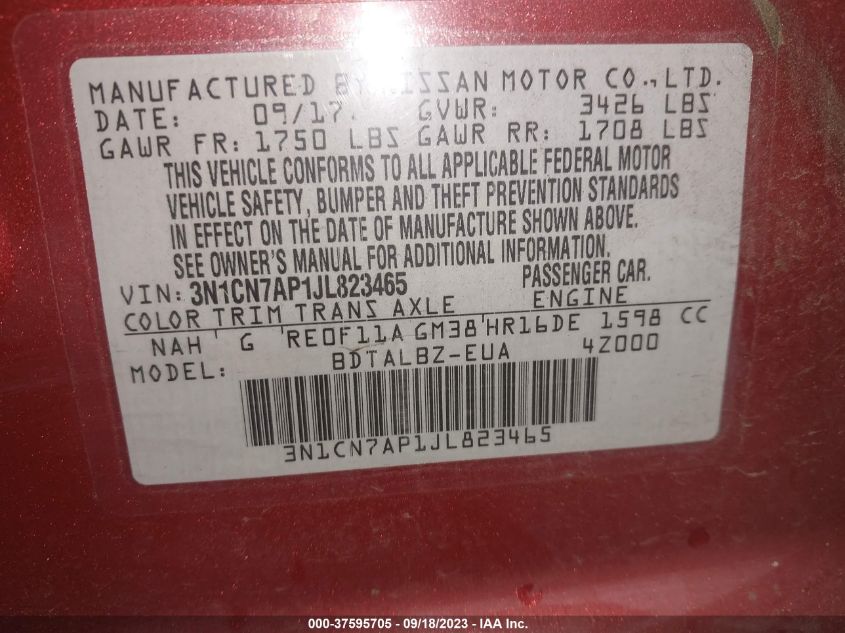 MANUFACTURED BY NISSAN MOTOR CO., LTD.
DATE: 09/17. GVWR: 3426 LBS
GAWR FR: 1750 LBS GAWR RR: 1708 LBS
THIS VEHICLE CONFORMS TO ALL APPLICABLE FEDERAL MOTOR
VEHICLE SAFETY, BUMPER AND THEFT PREVENTION STANDARDS
IN EFFECT ON THE DATE OF MANUFACTURE SHOWN ABOVE.
SEE OWNER'S MANUAL FOR ADDITIONAL INFORMATION.
VIN: 3N1CN7AP1JL823465 PASSENGER CAR.
COLOR TRIM TRANS AXLE ENGINE
NAH G RE0F11A GM38 HR16DE 1598 CC
MODEL: BDTALBZ-EUA 4Z000
3N1CN7AP1JL823465
000-37595705 - 09/18/2023 - IAA Inc.